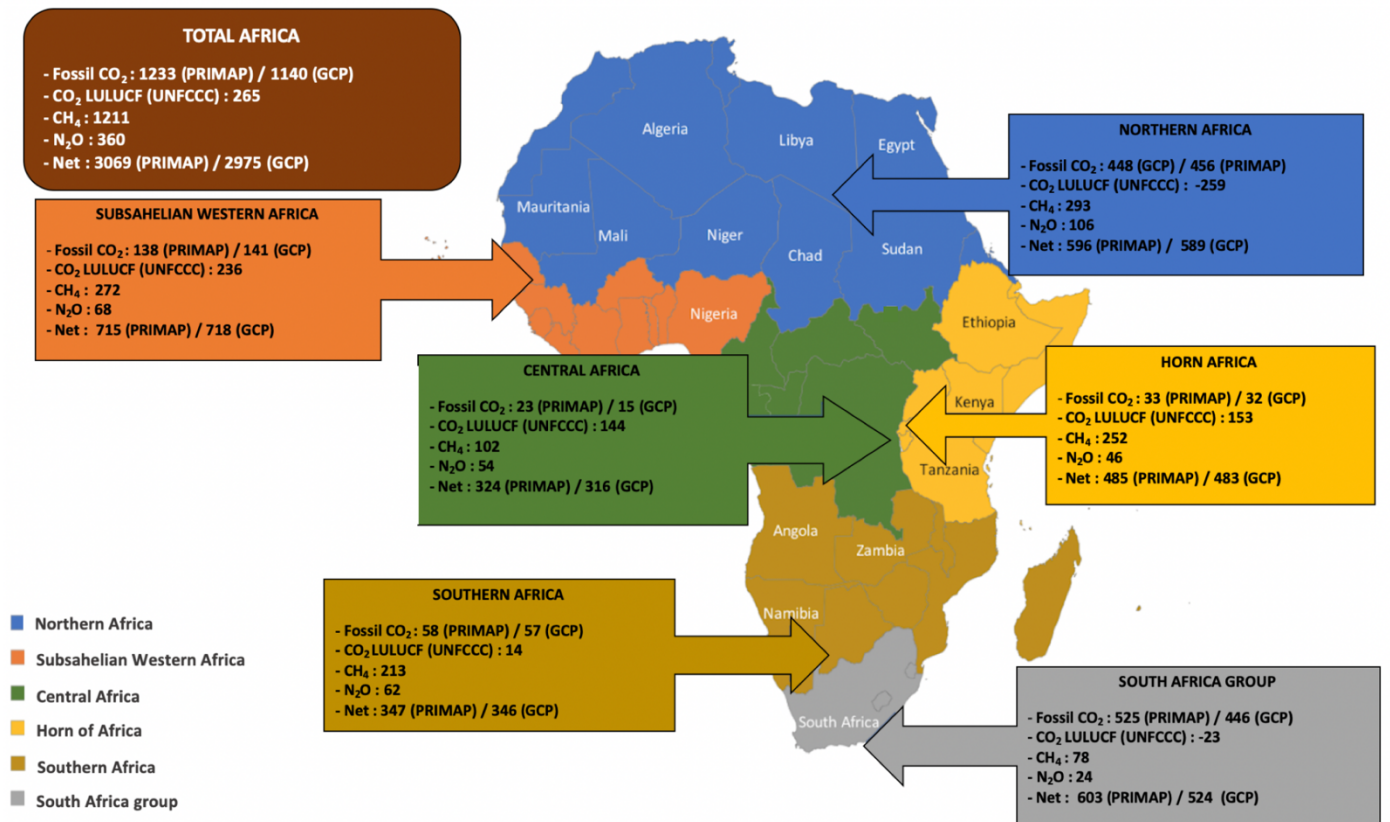 TOTAL AFRICA
- Fossil CO₂ : 1233 (PRIMAP) / 1140 (GCP)
- CO₂ LULUCF (UNFCCC) : 265
- CH₄ : 1211
- N₂O : 360
- Net : 3069 (PRIMAP) / 2975 (GCP)
SUBSAHELIAN WESTERN AFRICA
- Fossil CO₂ : 138 (PRIMAP) / 141 (GCP)
- CO₂ LULUCF (UNFCCC) : 236
- CH₄ : 272
- N₂O : 68
- Net : 715 (PRIMAP) / 718 (GCP)
NORTHERN AFRICA
- Fossil CO₂ : 448 (GCP) / 456 (PRIMAP)
- CO₂ LULUCF (UNFCCC) : -259
- CH₄ : 293
- N₂O : 106
- Net : 596 (PRIMAP) / 589 (GCP)
CENTRAL AFRICA
- Fossil CO₂ : 23 (PRIMAP) / 15 (GCP)
- CO₂ LULUCF (UNFCCC) : 144
- CH₄ : 102
- N₂O : 54
- Net : 324 (PRIMAP) / 316 (GCP)
HORN AFRICA
- Fossil CO₂ : 33 (PRIMAP) / 32 (GCP)
- CO₂ LULUCF (UNFCCC) : 153
- CH₄ : 252
- N₂O : 46
- Net : 485 (PRIMAP) / 483 (GCP)
SOUTHERN AFRICA
- Fossil CO₂ : 58 (PRIMAP) / 57 (GCP)
- CO₂ LULUCF (UNFCCC) : 14
- CH₄ : 213
- N₂O : 62
- Net : 347 (PRIMAP) / 346 (GCP)
SOUTH AFRICA GROUP
- Fossil CO₂ : 525 (PRIMAP) / 446 (GCP)
- CO₂ LULUCF (UNFCCC) : -23
- CH₄ : 78
- N₂O : 24
- Net : 603 (PRIMAP) / 524 (GCP)
Algeria
Libya
Egypt
Mauritania
Mali
Niger
Chad
Sudan
Nigeria
Ethiopia
Kenya
Tanzania
Angola
Zambia
Namibia
South Africa
Northern Africa
Subsahelian Western Africa
Central Africa
Horn of Africa
Southern Africa
South Africa group